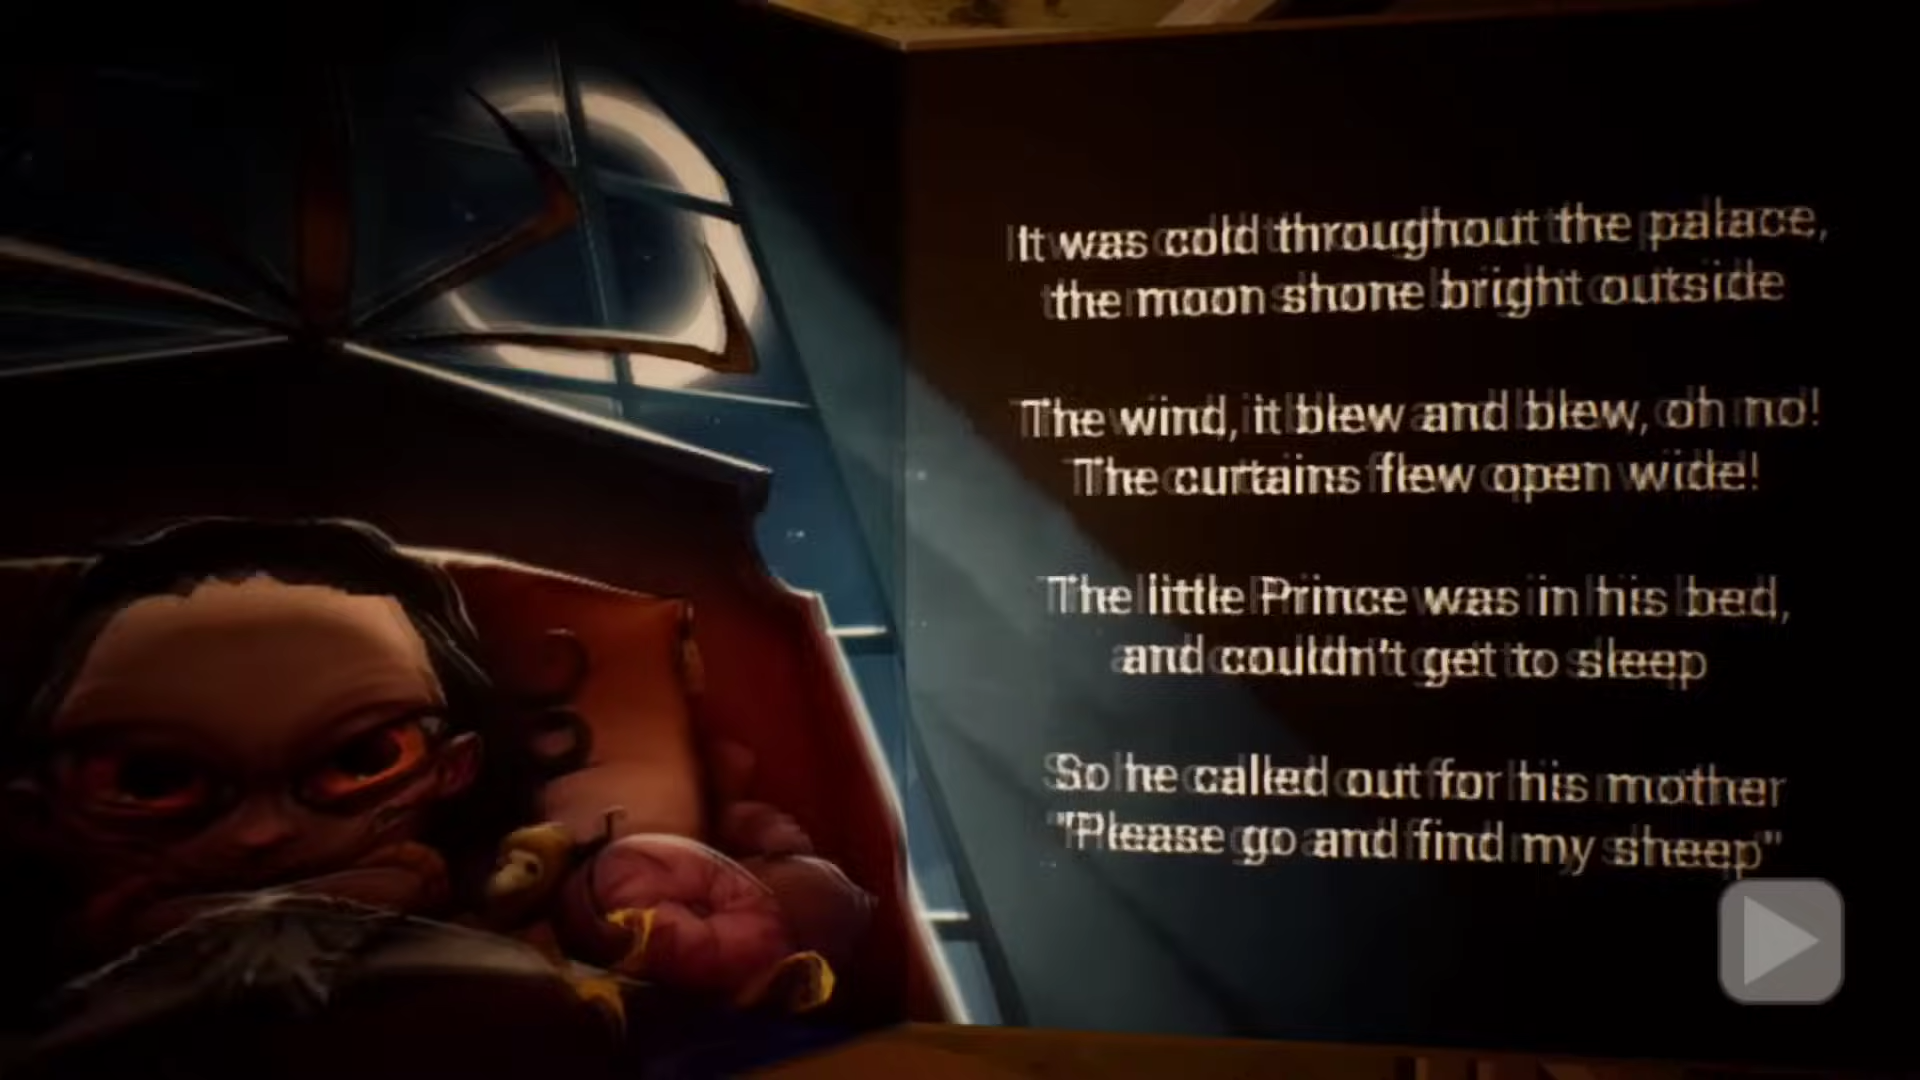 It was cold throughout the palace,
the moon shone bright outside
The wind, it blew and blew, oh no!
The curtains flew open wide!
The little Prince was in his bed,
and couldn't get to sleep
So he called out for his mother
"Please go and find my sheep"